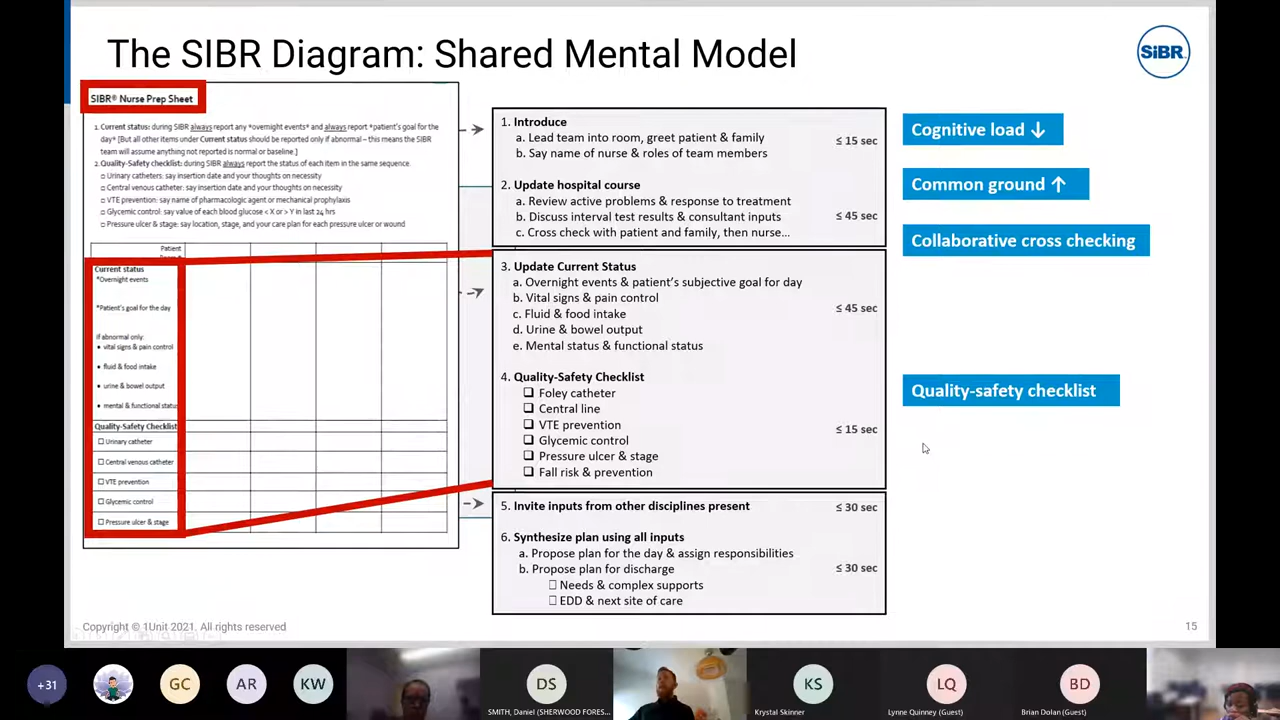 The SIBR Diagram: Shared Mental Model
SiBR
SIBR® Nurse Prep Sheet
1. Current status: during SIBR always report any *overnight events* and always report *patient's goal for the
day* [But all other items under Current status should be reported only if abnormal – this means the SIBR
team will assume anything not reported is normal or baseline.]
2. Quality-Safety checklist: during SIBR always report the status of each item in the same sequence.
□ Urinary catheters: say insertion date and your thoughts on necessity
□ Central venous catheter: say insertion date and your thoughts on necessity
□ VTE prevention: say name of pharmacologic agent or mechanical prophylaxis
□ Glycemic control: say value of each blood glucose < X or > Y in last 24 hrs
□ Pressure ulcer & stage: say location, stage, and your care plan for each pressure ulcer or wound
Patient
Current status
*Overnight events
*Patient's goal for the day
If abnormal only:
• vital signs & pain control
• fluid & food intake
• urine & bowel output
• mental & functional status
Quality-Safety Checklist
□ Urinary catheter
□ Central venous catheter
□ VTE prevention
□ Glycemic control
□ Pressure ulcer & stage
1. Introduce
a. Lead team into room, greet patient & family
b. Say name of nurse & roles of team members
≤ 15 sec
2. Update hospital course
a. Review active problems & response to treatment
b. Discuss interval test results & consultant inputs
c. Cross check with patient and family, then nurse...
≤ 45 sec
3. Update Current Status
a. Overnight events & patient's subjective goal for day
b. Vital signs & pain control
c. Fluid & food intake
d. Urine & bowel output
e. Mental status & functional status
≤ 45 sec
4. Quality-Safety Checklist
❑ Foley catheter
❑ Central line
❑ VTE prevention
❑ Glycemic control
❑ Pressure ulcer & stage
❑ Fall risk & prevention
≤ 15 sec
5. Invite inputs from other disciplines present
≤ 30 sec
6. Synthesize plan using all inputs
a. Propose plan for the day & assign responsibilities
b. Propose plan for discharge
□ Needs & complex supports
□ EDD & next site of care
≤ 30 sec
Cognitive load ↓
Common ground ↑
Collaborative cross checking
Quality-safety checklist
Copyright © 1Unit 2021. All rights reserved
15
+31
GC
AR
KW
DS
SMITH, Daniel (SHERWOOD FORES...
KS
Krystal Skinner
LQ
Lynne Quinney (Guest)
BD
Brian Dolan (Guest)